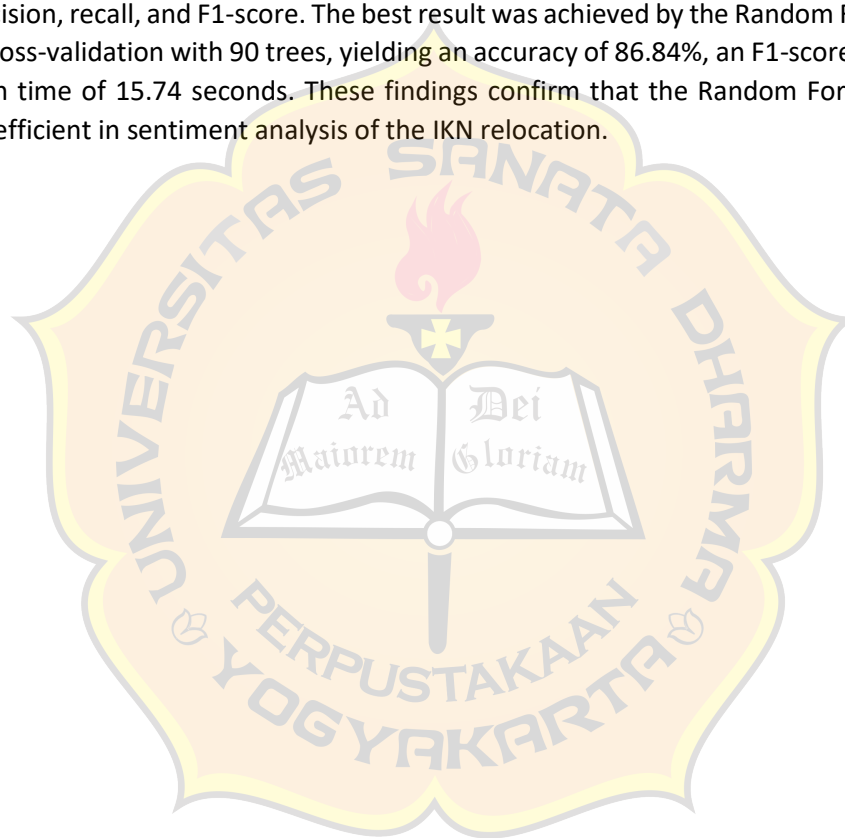 ision, recall, and F1-score. The best result was achieved by the Random F
oss-validation with 90 trees, yielding an accuracy of 86.84%, an F1-score
n time of 15.74 seconds. These findings confirm that the Random For
efficient in sentiment analysis of the IKN relocation.
UNIVERSITAS SANATA DHARMA
Ad Dei
Maiorem Gloriam
PERPUSTAKAAN
YOGYAKARTA